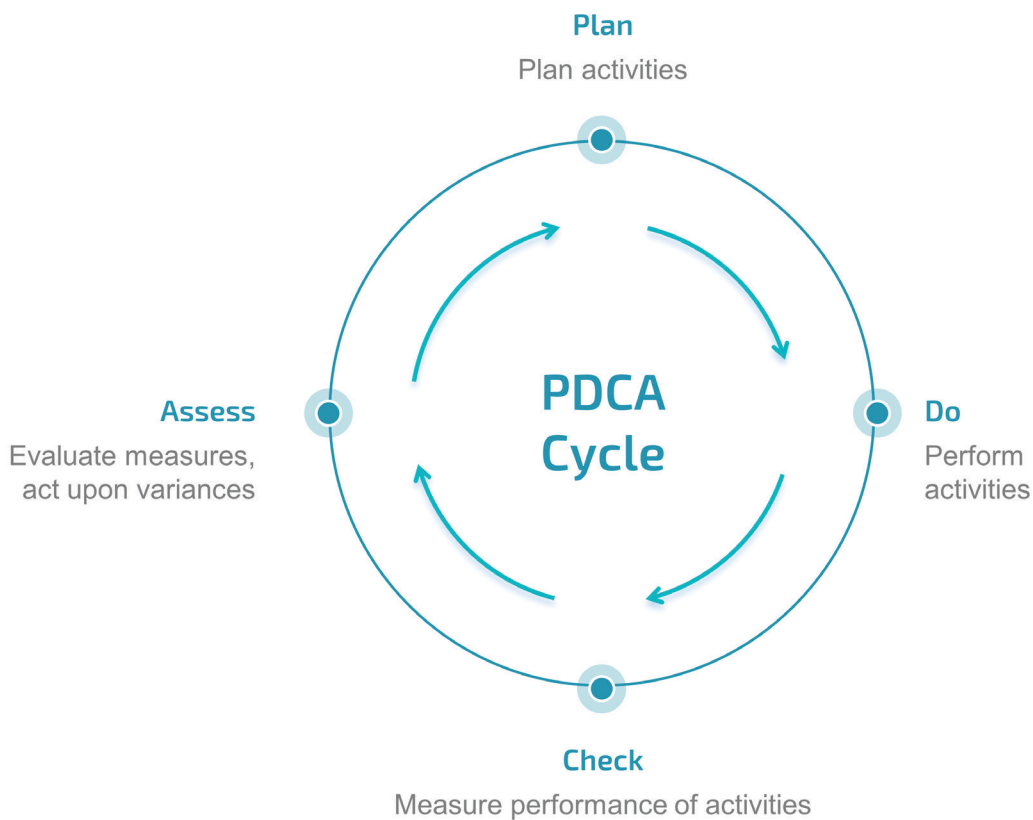 Plan
Plan activities
PDCA
Cycle
Do
Perform
activities
Check
Measure performance of activities
Assess
Evaluate measures,
act upon variances